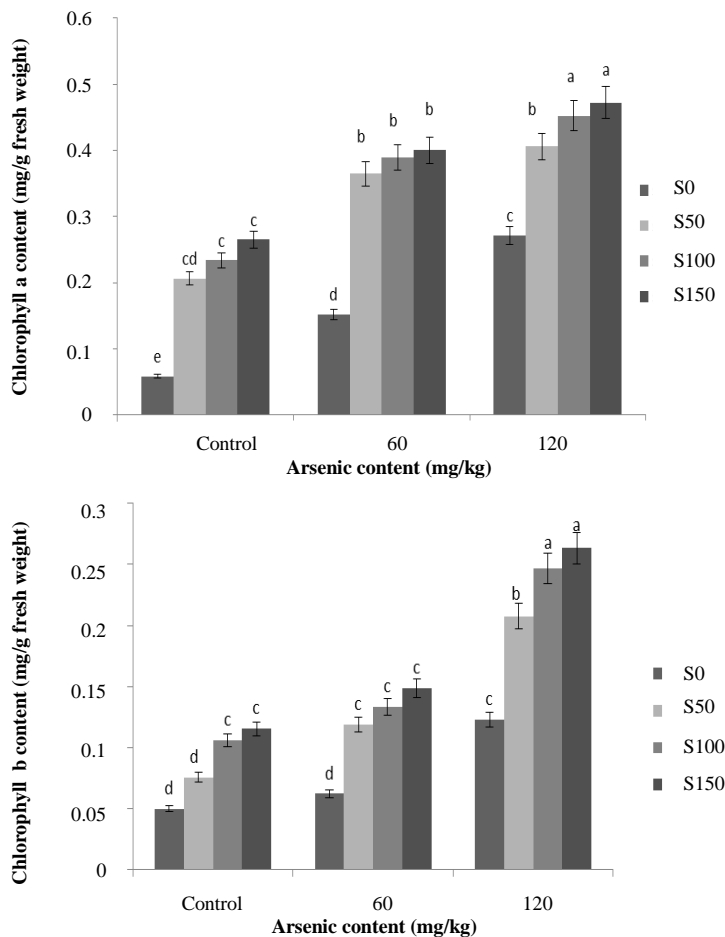 Chlorophyll a content (mg/g fresh weight)
0.6
0.5
0.4
0.3
0.2
0.1
0
e
cd
c
c
d
b
b
b
c
b
a
a
Control
60
120
Arsenic content (mg/kg)
S0
S50
S100
S150
Chlorophyll b content (mg/g fresh weight)
0.3
0.25
0.2
0.15
0.1
0.05
0
d
d
c
c
d
c
c
c
c
b
a
a
Control
60
120
Arsenic content (mg/kg)
S0
S50
S100
S150